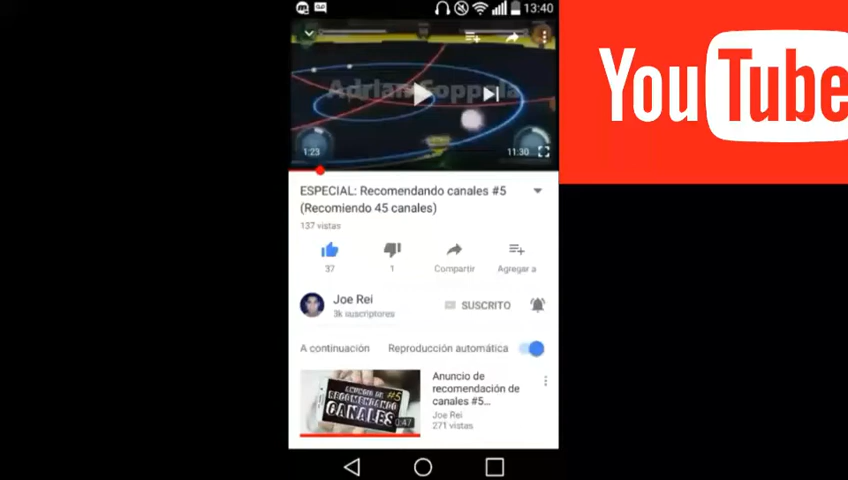 13:40
Adrian Coppola
1:23
11:30
ESPECIAL: Recomendando canales #5
(Recomiendo 45 canales)
137 vistas
37
1
Compartir
Agregar a
Joe Rei
3k suscriptores
SUSCRITO
A continuación
Reproducción automática
ANUNCIO DE #5
RECOMENDANDO
CANALES
0:47
Anuncio de
recomendación de
canales #5...
Joe Rei
271 vistas
YouTube